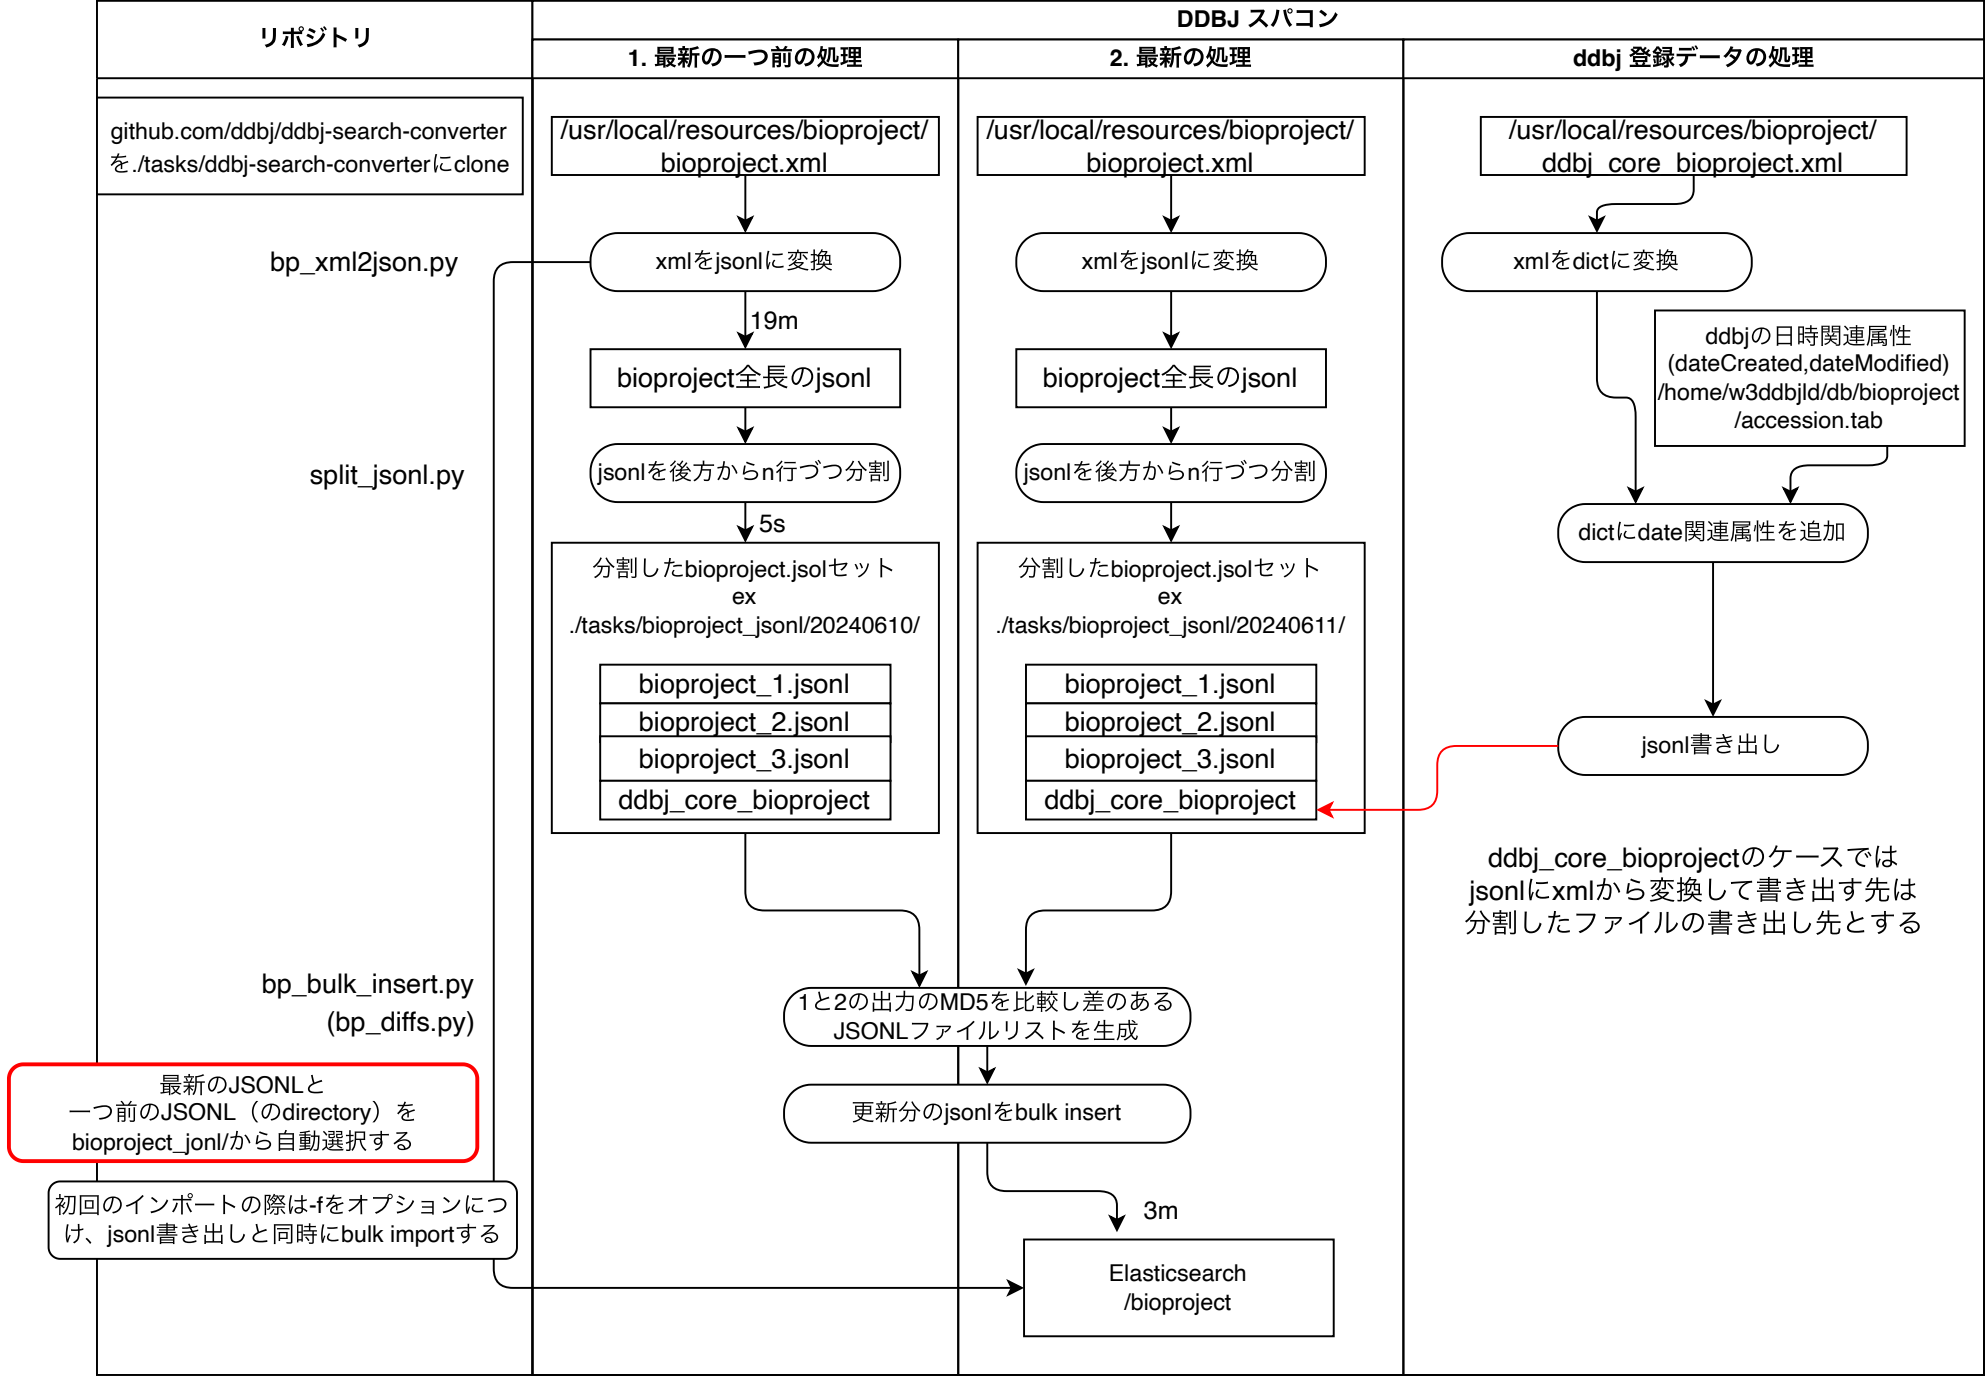 リポジトリ
DDBJ スパコン
1. 最新の一つ前の処理
2. 最新の処理
ddbj 登録データの処理
github.com/ddbj/ddbj-search-converter
を./tasks/ddbj-search-converterにclone
bp_xml2json.py
split_jsonl.py
bp_bulk_insert.py
(bp_diffs.py)
最新のJSONLと
一つ前のJSONL（のdirectory）を
bioproject_jonl/から自動選択する
初回のインポートの際は-fをオプションにつ
け、jsonl書き出しと同時にbulk importする
/usr/local/resources/bioproject/
bioproject.xml
xmlをjsonlに変換
19m
bioproject全長のjsonl
jsonlを後方からn行づつ分割
5s
分割したbioproject.jsolセット
ex
./tasks/bioproject_jsonl/20240610/
bioproject_1.jsonl
bioproject_2.jsonl
bioproject_3.jsonl
ddbj_core_bioproject
/usr/local/resources/bioproject/
bioproject.xml
xmlをjsonlに変換
bioproject全長のjsonl
jsonlを後方からn行づつ分割
分割したbioproject.jsolセット
ex
./tasks/bioproject_jsonl/20240611/
bioproject_1.jsonl
bioproject_2.jsonl
bioproject_3.jsonl
ddbj_core_bioproject
/usr/local/resources/bioproject/
ddbj_core_bioproject.xml
xmlをdictに変換
ddbjの日時関連属性
(dateCreated,dateModified)
/home/w3ddbjld/db/bioproject
/accession.tab
dictにdate関連属性を追加
jsonl書き出し
ddbj_core_bioprojectのケースでは
jsonlにxmlから変換して書き出す先は
分割したファイルの書き出し先とする
1と2の出力のMD5を比較し差のある
JSONLファイルリストを生成
更新分のjsonlをbulk insert
3m
Elasticsearch
/bioproject